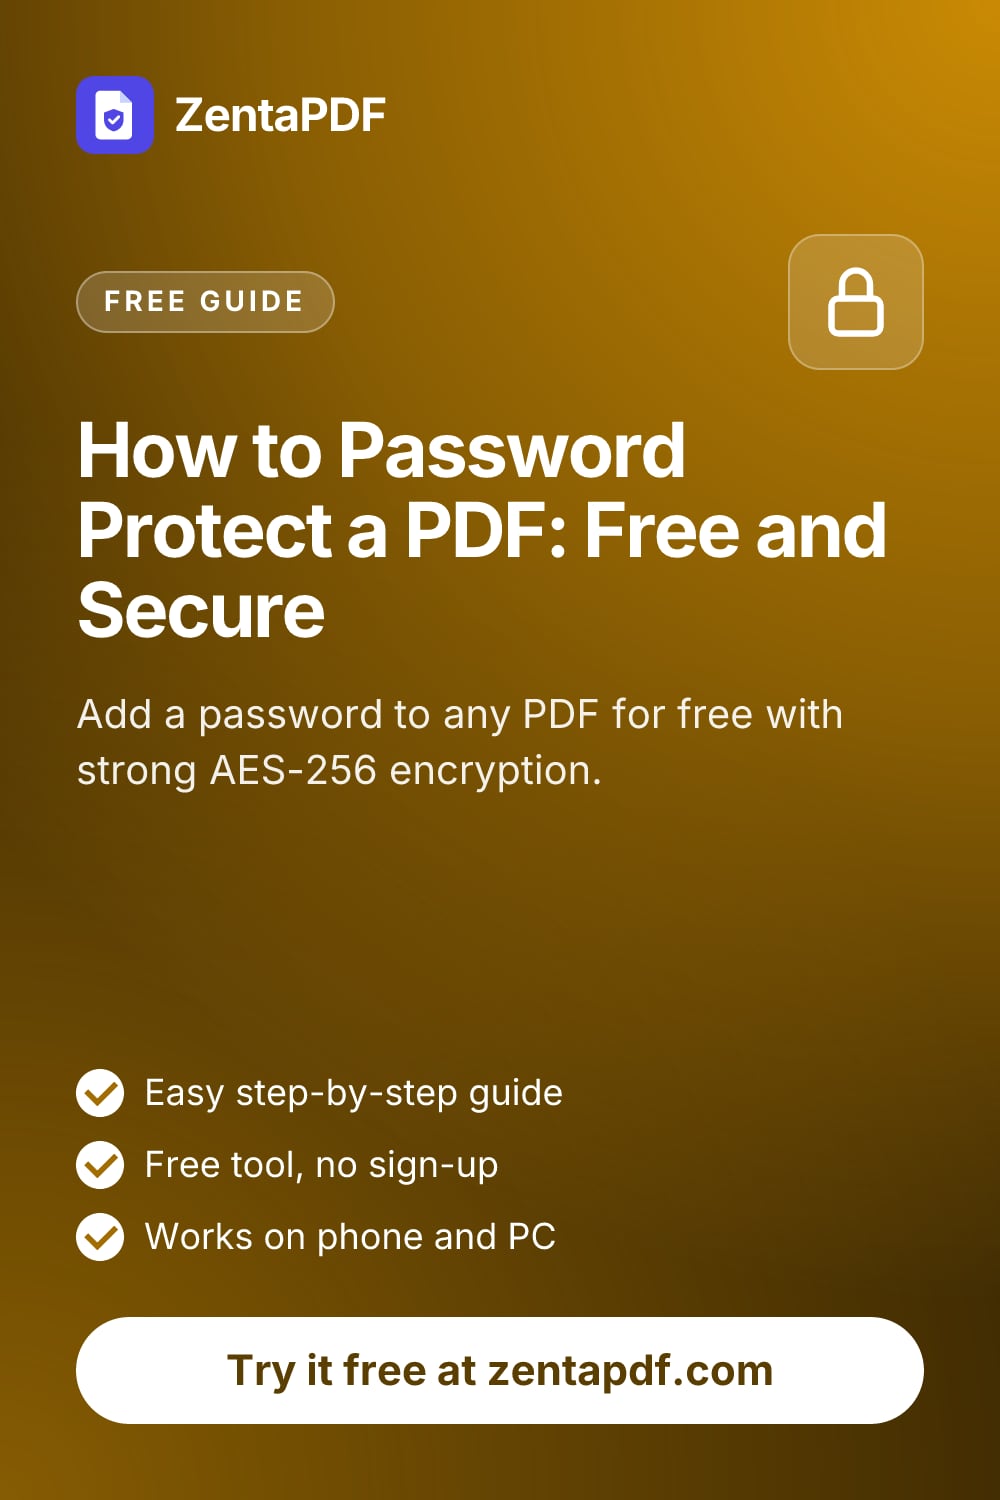 ZentaPDF
FREE GUIDE
How to Password
Protect a PDF: Free and
Secure
Add a password to any PDF for free with
strong AES-256 encryption.
Easy step-by-step guide
Free tool, no sign-up
Works on phone and PC
Try it free at zentapdf.com